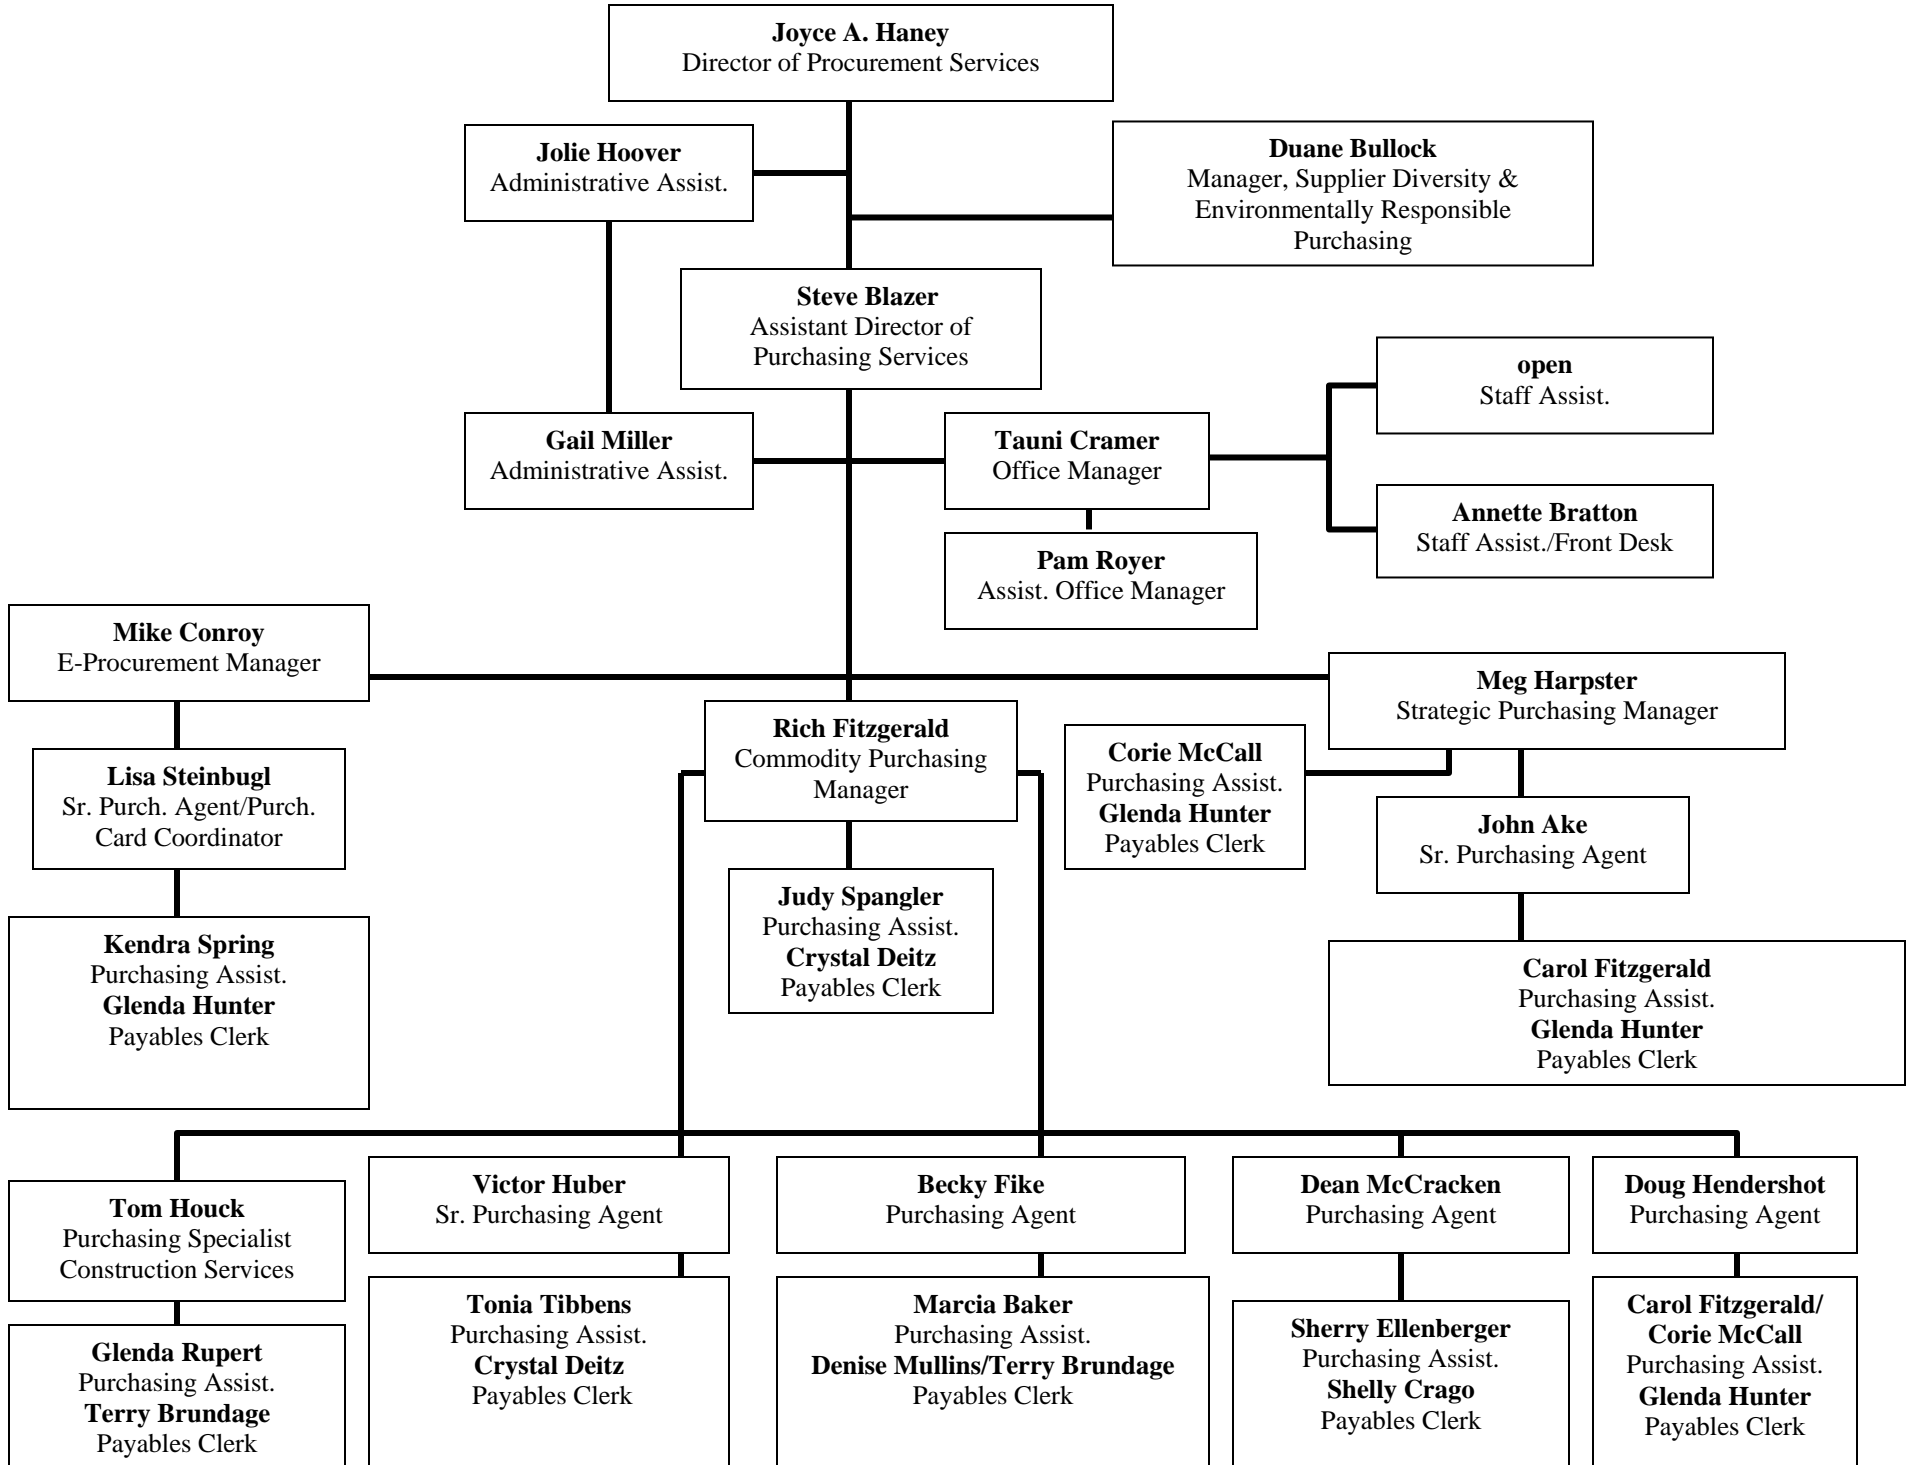 Joyce A. Haney
Director of Procurement Services
Jolie Hoover
Administrative Assist.
Duane Bullock
Manager, Supplier Diversity &
Environmentally Responsible
Purchasing
Steve Blazer
Assistant Director of
Purchasing Services
open
Staff Assist.
Gail Miller
Administrative Assist.
Tauni Cramer
Office Manager
Annette Bratton
Staff Assist./Front Desk
Pam Royer
Assist. Office Manager
Mike Conroy
E-Procurement Manager
Meg Harpster
Strategic Purchasing Manager
Rich Fitzgerald
Commodity Purchasing
Manager
Corie McCall
Purchasing Assist.
Glenda Hunter
Payables Clerk
Lisa Steinbugl
Sr. Purch. Agent/Purch.
Card Coordinator
John Ake
Sr. Purchasing Agent
Judy Spangler
Purchasing Assist.
Crystal Deitz
Payables Clerk
Kendra Spring
Purchasing Assist.
Glenda Hunter
Payables Clerk
Carol Fitzgerald
Purchasing Assist.
Glenda Hunter
Payables Clerk
Tom Houck
Purchasing Specialist
Construction Services
Victor Huber
Sr. Purchasing Agent
Becky Fike
Purchasing Agent
Dean McCracken
Purchasing Agent
Doug Hendershot
Purchasing Agent
Glenda Rupert
Purchasing Assist.
Terry Brundage
Payables Clerk
Tonia Tibbens
Purchasing Assist.
Crystal Deitz
Payables Clerk
Marcia Baker
Purchasing Assist.
Denise Mullins/Terry Brundage
Payables Clerk
Sherry Ellenberger
Purchasing Assist.
Shelly Crago
Payables Clerk
Carol Fitzgerald/
Corie McCall
Purchasing Assist.
Glenda Hunter
Payables Clerk